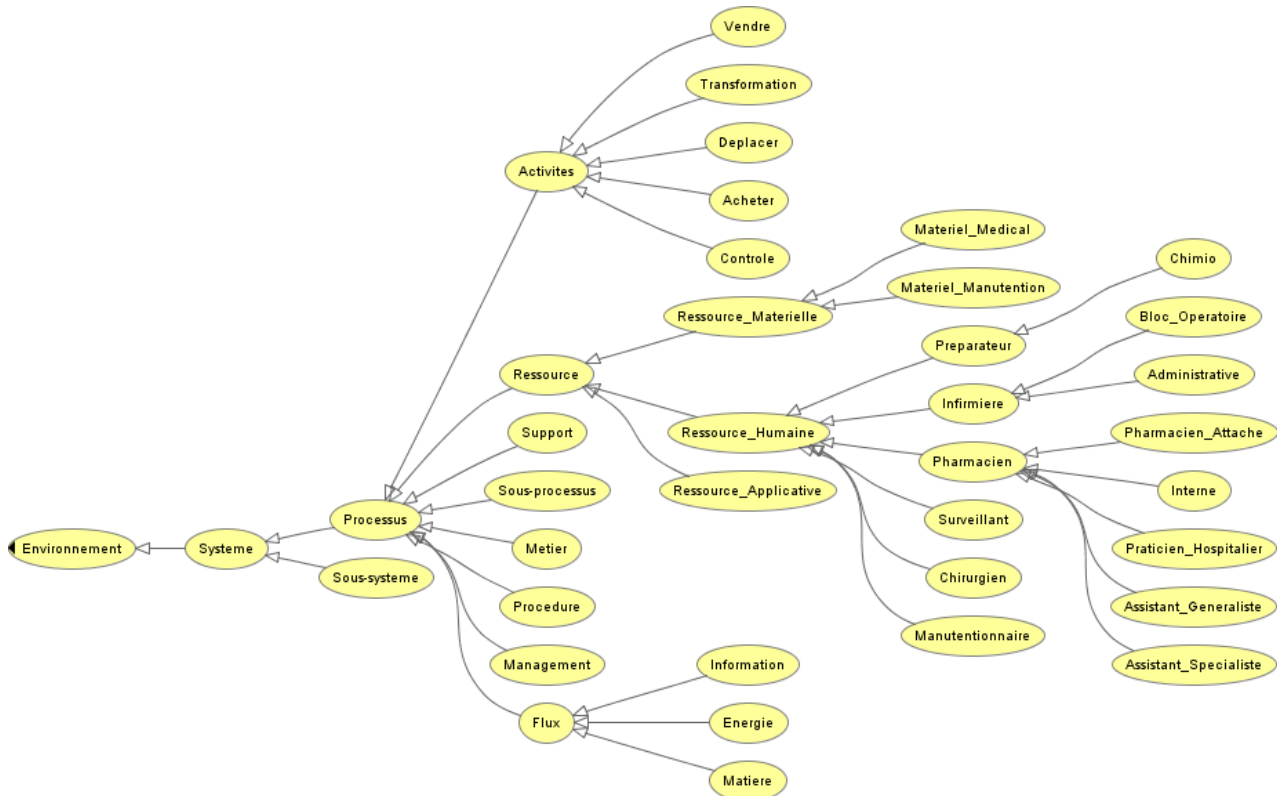 Vendre
Transformation
Deplacer
Activites
Acheter
Controle
Materiel_Medical
Chimio
Materiel_Manutention
Ressource_Materielle
Bloc_Operatoire
Preparateur
Ressource
Administrative
Infirmiere
Support
Ressource_Humaine
Pharmacien_Attache
Pharmacien
Sous-processus
Ressource_Applicative
Interne
Processus
Surveillant
Environnement
Systeme
Metier
Praticien_Hospitalier
Sous-systeme
Chirurgien
Procedure
Assistant_Generaliste
Manutentionnaire
Management
Information
Assistant_Specialiste
Flux
Energie
Matiere